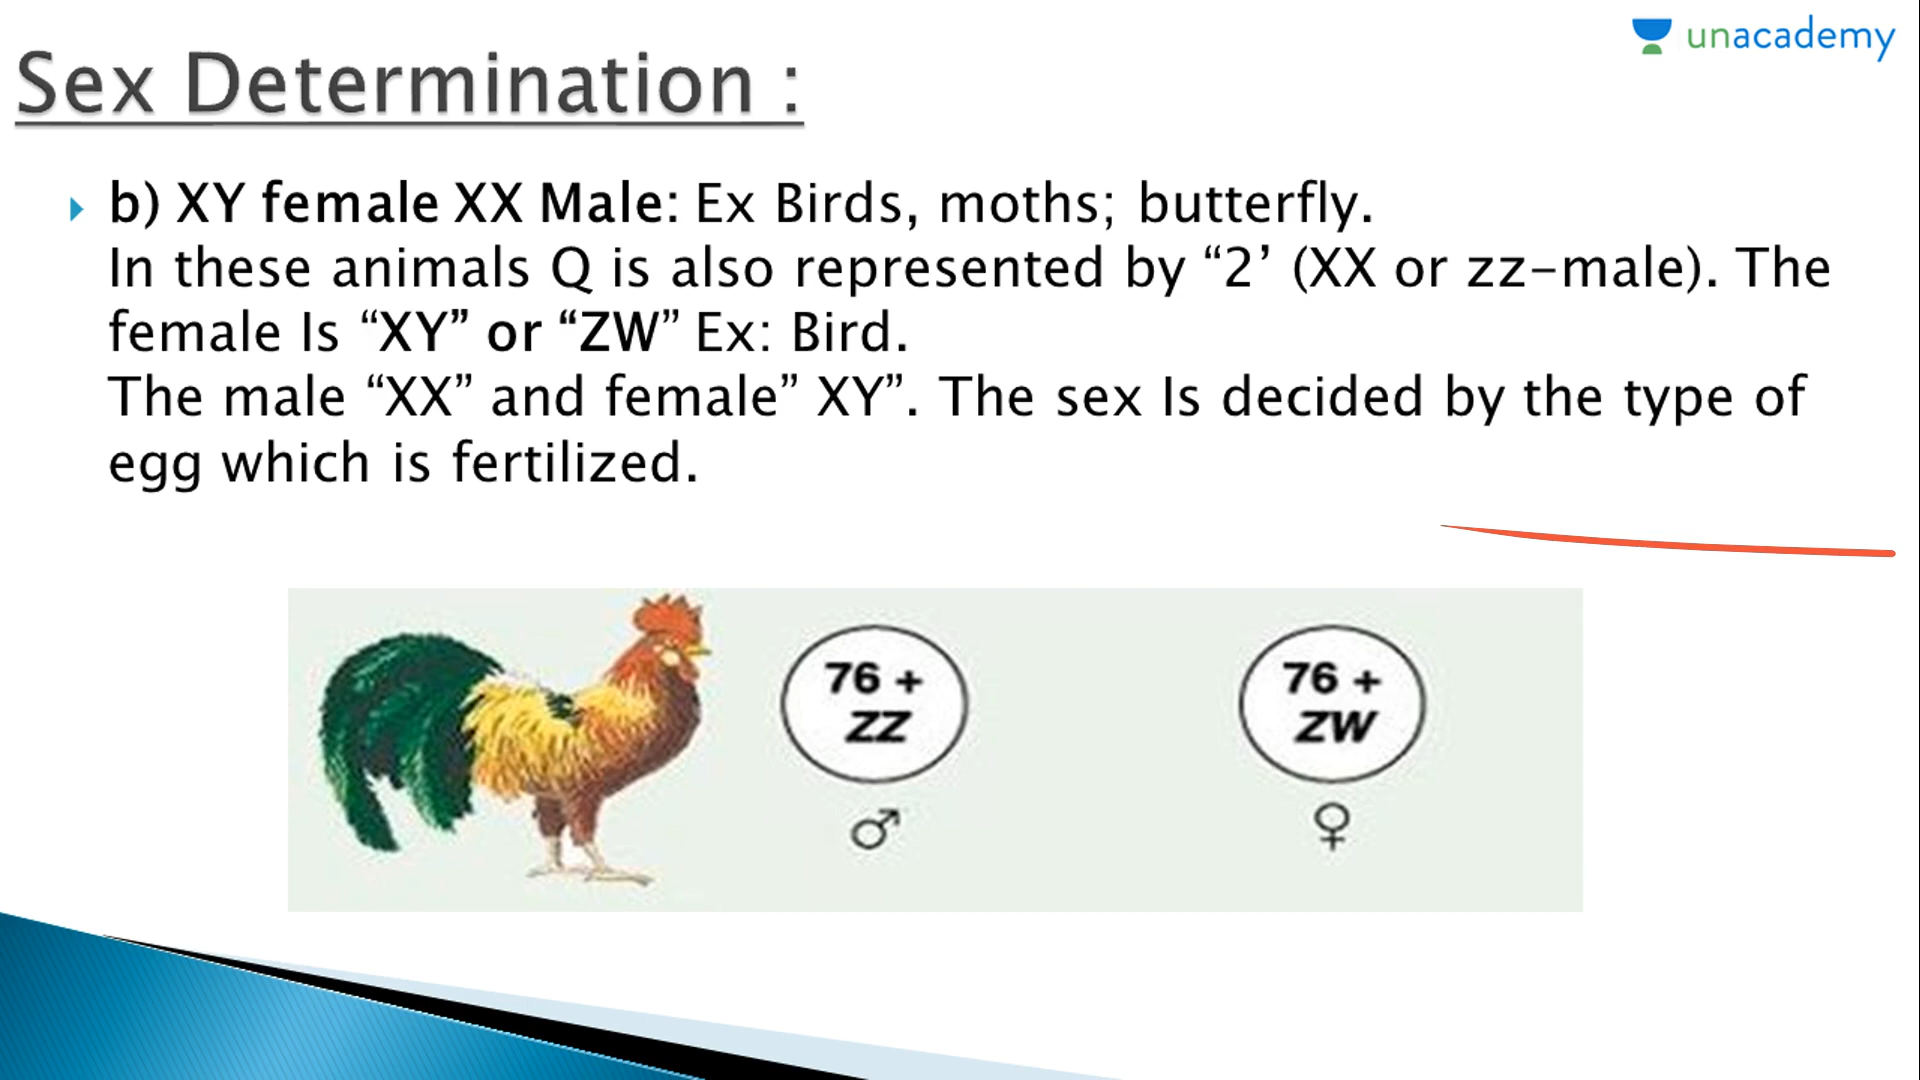 unacademy
Sex Determination :
b) XY female XX Male: Ex Birds, moths; butterfly.
In these animals Q is also represented by “2’ (XX or zz-male). The
female Is “XY” or “ZW” Ex: Bird.
The male “XX” and female” XY”. The sex Is decided by the type of
egg which is fertilized.
76 +
ZZ
♂
76 +
ZW
♀